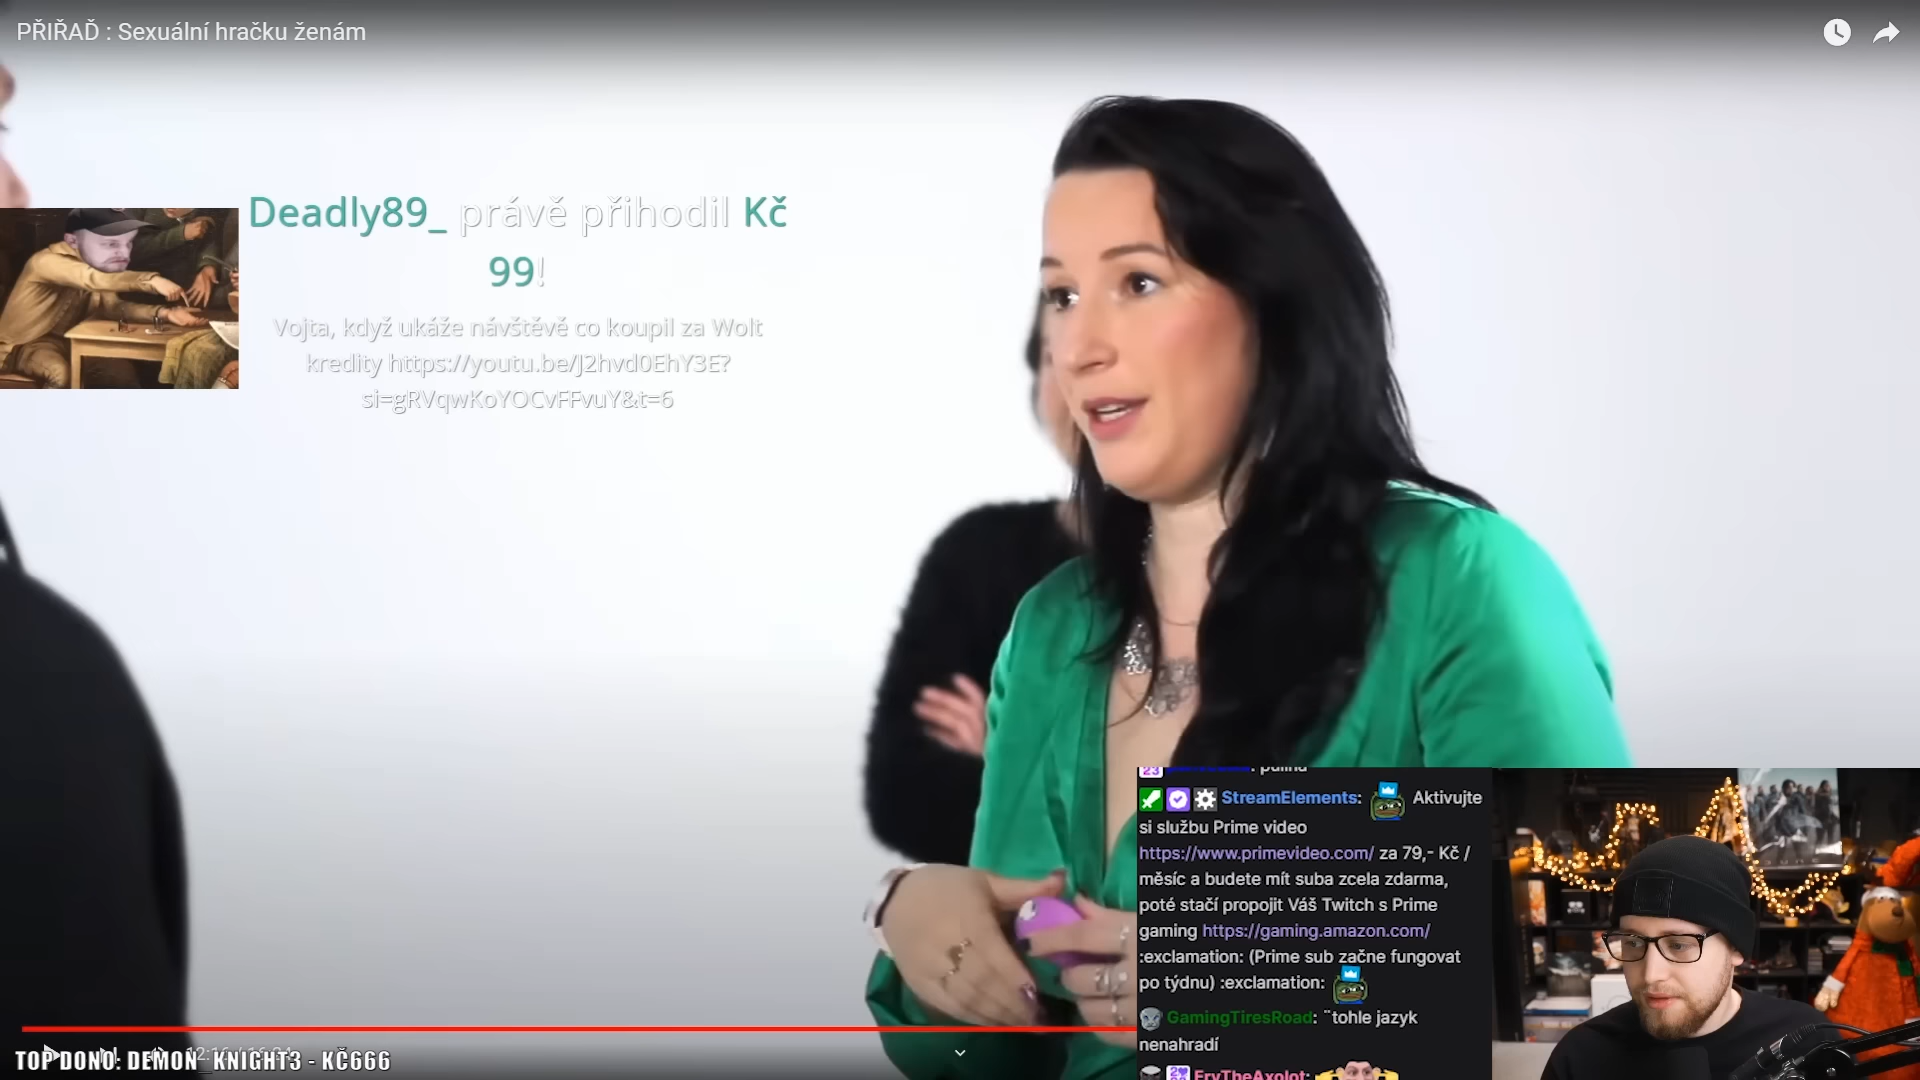 PŘIŘAĎ : Sexuální hračku ženám
Deadly89_ právě přihodil Kč
99!
Vojta, když ukáže návštěvě co koupil za Wolt
kredity https://youtu.be/J2hvd0EhY3E?
si=gRVqwKoYOCvFFvuY&t=6
23
StreamElements: Aktivujte
si službu Prime video
https://www.primevideo.com/ za 79,- Kč /
měsíc a budete mít suba zcela zdarma,
poté stačí propojit Váš Twitch s Prime
gaming https://gaming.amazon.com/
:exclamation: (Prime sub začne fungovat
po týdnu) :exclamation:
GamingTiresRoad: ¨tohle jazyk
nenahradí
EryTheAxolot:
TOP DONO: DEMON_KNIGHT3 - KČ666